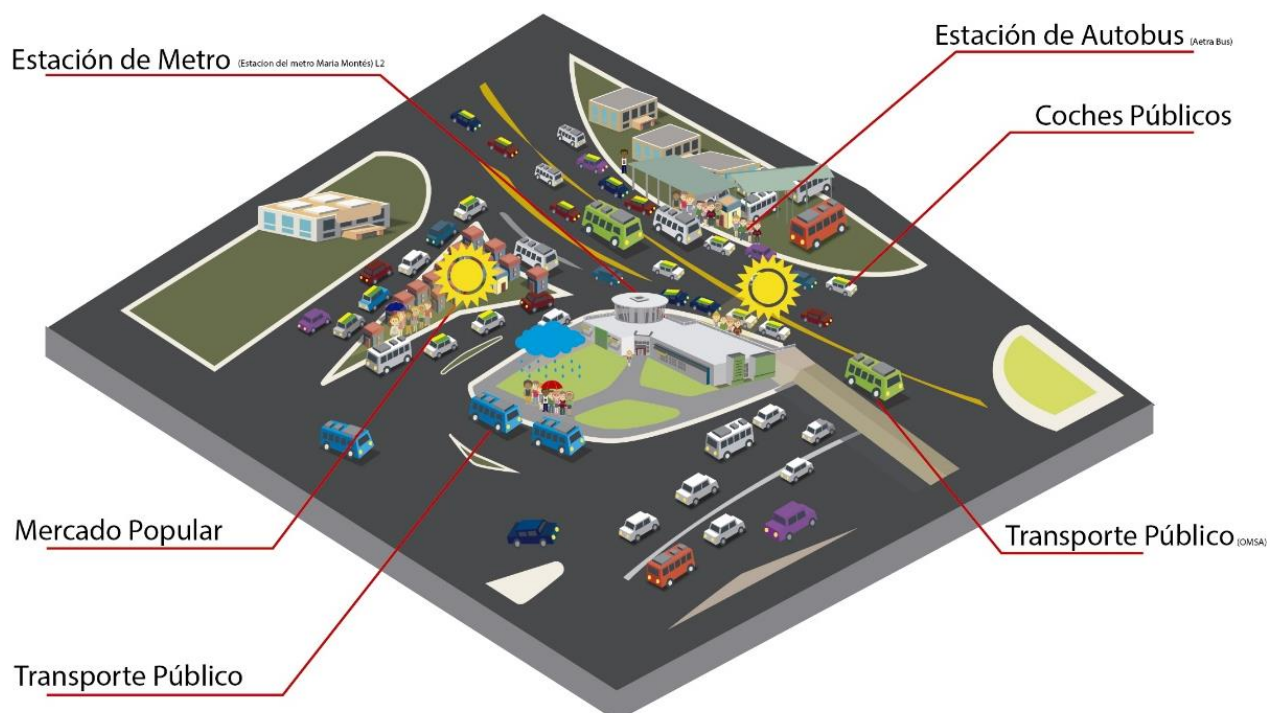 Estación de Metro (Estacion del metro Maria Montés) L2
Estación de Autobus (Aetra Bus)
Coches Públicos
Mercado Popular
Transporte Público (OMSA)
Transporte Público